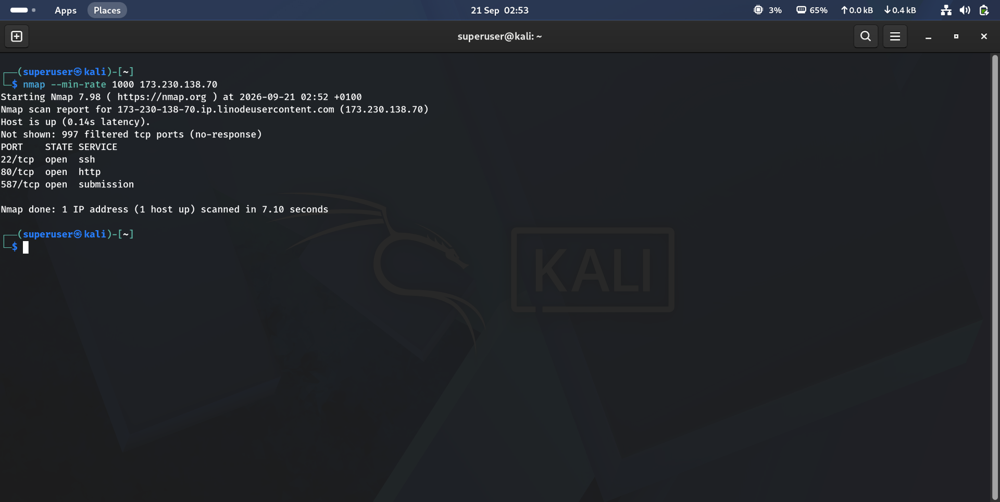 Apps Places 21 Sep 02:53 3% 65% ↑0.0 kB ↓0.4 kB
superuser@kali: ~
┌──(superuser㉿kali)-[~]
└─$ nmap --min-rate 1000 173.230.138.70
Starting Nmap 7.98 ( https://nmap.org ) at 2026-09-21 02:52 +0100
Nmap scan report for 173-230-138-70.ip.linodeusercontent.com (173.230.138.70)
Host is up (0.14s latency).
Not shown: 997 filtered tcp ports (no-response)
PORT    STATE SERVICE
22/tcp  open  ssh
80/tcp  open  http
587/tcp open  submission
Nmap done: 1 IP address (1 host up) scanned in 7.10 seconds
┌──(superuser㉿kali)-[~]
└─$
KALI